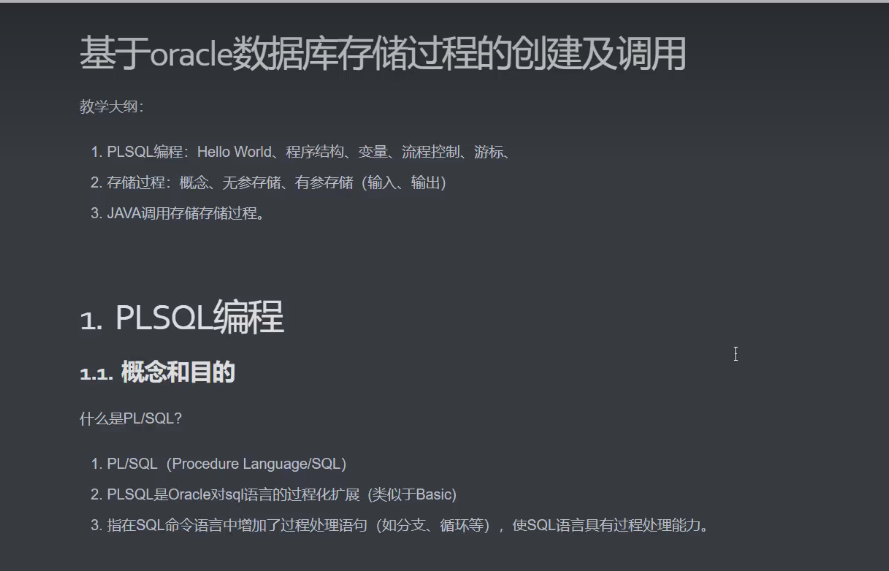 基于oracle数据库存储过程的创建及调用
教学大纲：
1. PLSQL编程：Hello World、程序结构、变量、流程控制、游标、
2. 存储过程：概念、无参存储、有参存储（输入、输出）
3. JAVA调用存储存储过程。
1. PLSQL编程
1.1. 概念和目的
什么是PL/SQL?
1. PL/SQL（Procedure Language/SQL）
2. PLSQL是Oracle对sql语言的过程化扩展（类似于Basic)
3. 指在SQL命令语言中增加了过程处理语句（如分支、循环等），使SQL语言具有过程处理能力。